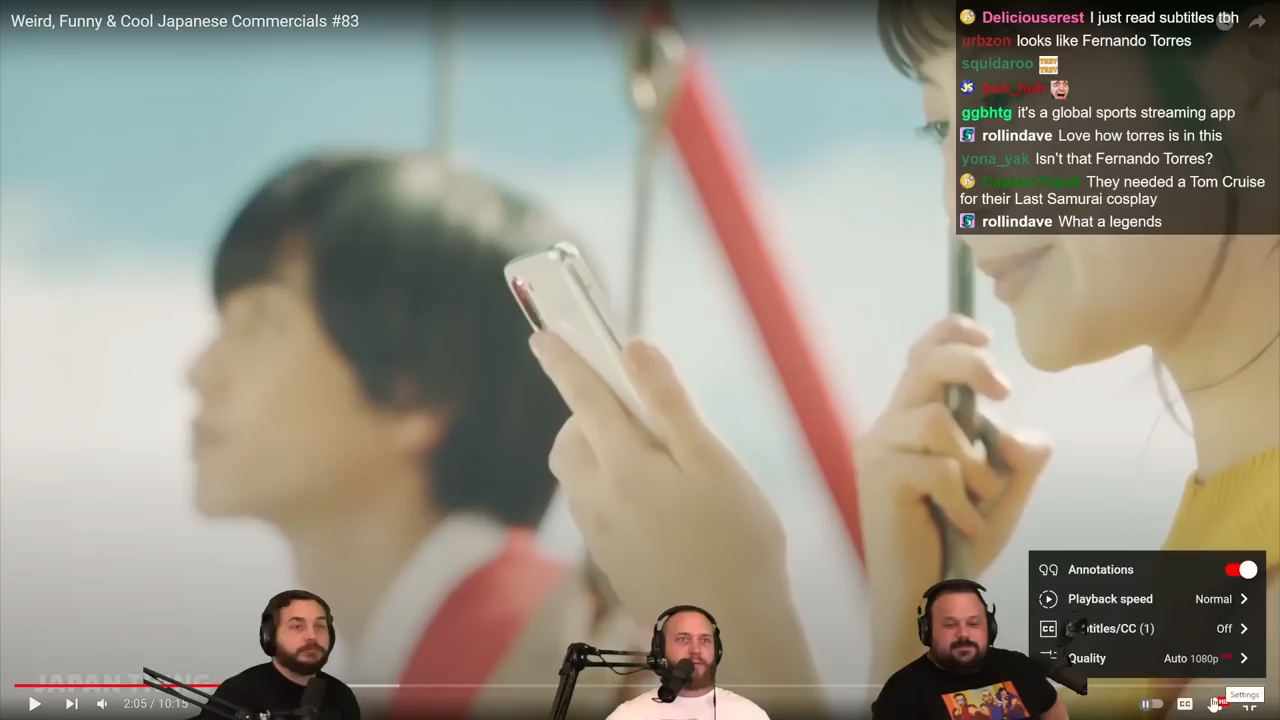 Weird, Funny & Cool Japanese Commercials #83
Deliciouserest I just read subtitles tbh
urbzon looks like Fernando Torres
squidaroo
buh_huh
ggbhtg it's a global sports streaming app
rollindave Love how torres is in this
yona_yak Isn't that Fernando Torres?
They needed a Tom Cruise
for their Last Samurai cosplay
rollindave What a legends
Annotations
Playback speed Normal
titles/CC (1) Off
Quality Auto 1080p HD
Settings
JAPAN
2:05 / 10:15